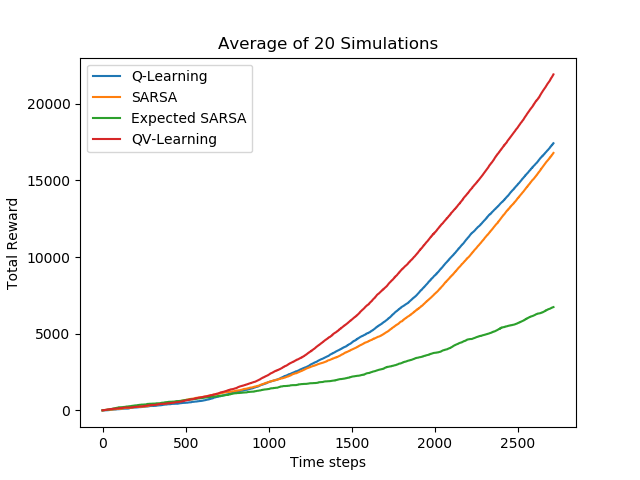 Average of 20 Simulations
Q-Learning
SARSA
Expected SARSA
QV-Learning
Total Reward
20000
15000
10000
5000
0
0 500 1000 1500 2000 2500
Time steps